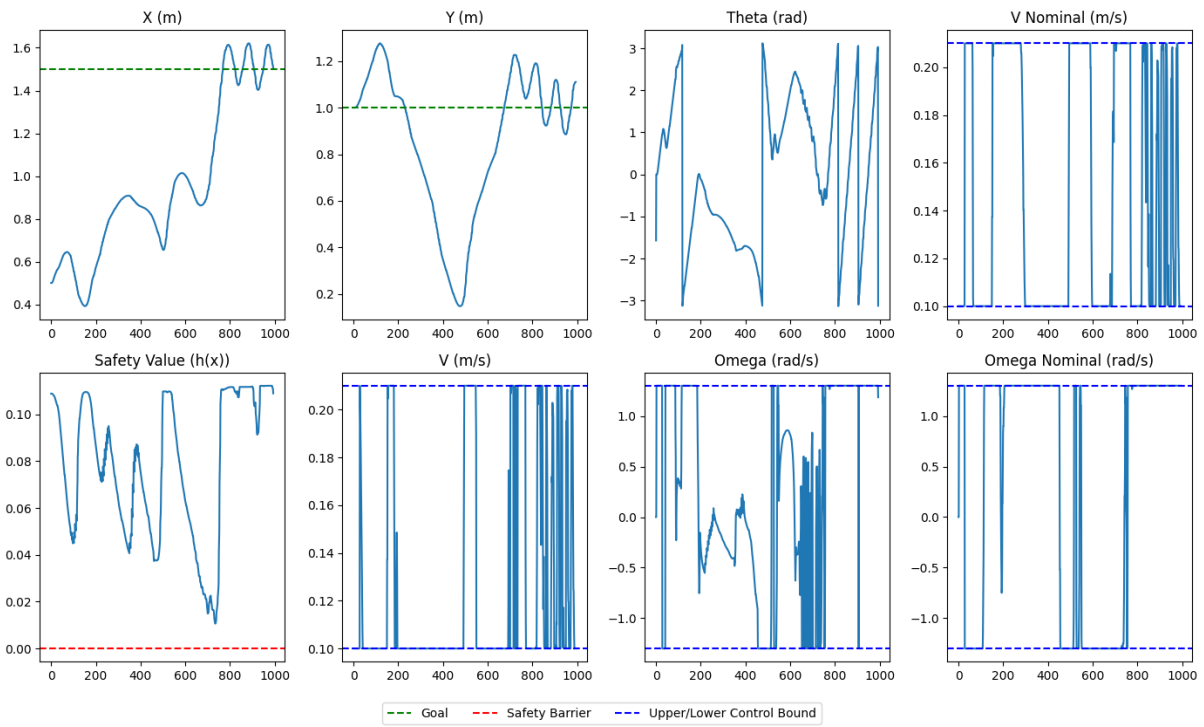 X (m)
1.6
1.4
1.2
1.0
0.8
0.6
0.4
0 200 400 600 800 1000
Y (m)
1.2
1.0
0.8
0.6
0.4
0.2
0 200 400 600 800 1000
Theta (rad)
3
2
1
0
−1
−2
−3
0 200 400 600 800 1000
V Nominal (m/s)
0.20
0.18
0.16
0.14
0.12
0.10
0 200 400 600 800 1000
Safety Value (h(x))
0.10
0.08
0.06
0.04
0.02
0.00
0 200 400 600 800 1000
V (m/s)
0.20
0.18
0.16
0.14
0.12
0.10
0 200 400 600 800 1000
Omega (rad/s)
1.0
0.5
0.0
−0.5
−1.0
0 200 400 600 800 1000
Omega Nominal (rad/s)
1.0
0.5
0.0
−0.5
−1.0
0 200 400 600 800 1000
Goal Safety Barrier Upper/Lower Control Bound